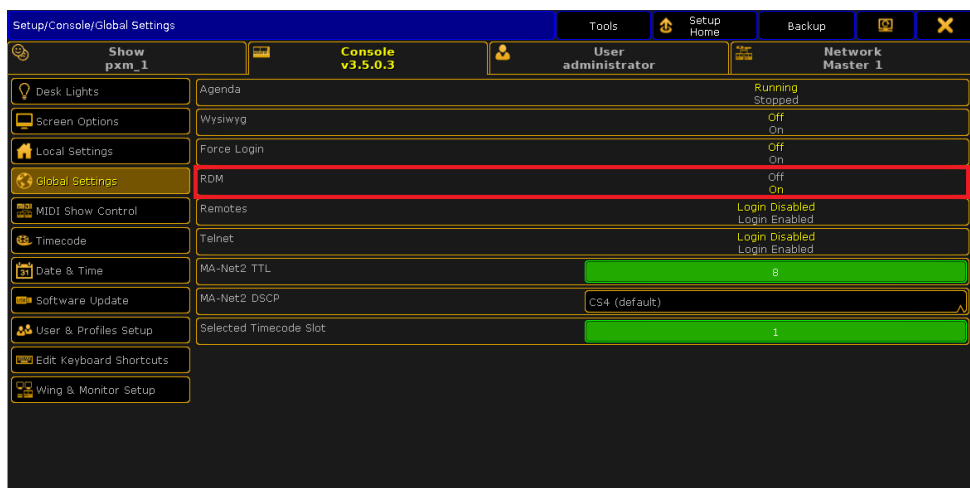 Setup/Console/Global Settings
Tools
Setup
Home
Backup
Show
pxm_1
Console
v3.5.0.3
User
administrator
Network
Master 1
Desk Lights
Screen Options
Local Settings
Global Settings
MIDI Show Control
Timecode
31
Date & Time
Software Update
User & Profiles Setup
Edit Keyboard Shortcuts
Wing & Monitor Setup
Agenda
Running
Stopped
Wysiwyg
Off
On
Force Login
Off
On
RDM
Off
On
Remotes
Login Disabled
Login Enabled
Telnet
Login Disabled
Login Enabled
MA-Net2 TTL
8
MA-Net2 DSCP
CS4 (default)
Selected Timecode Slot
1